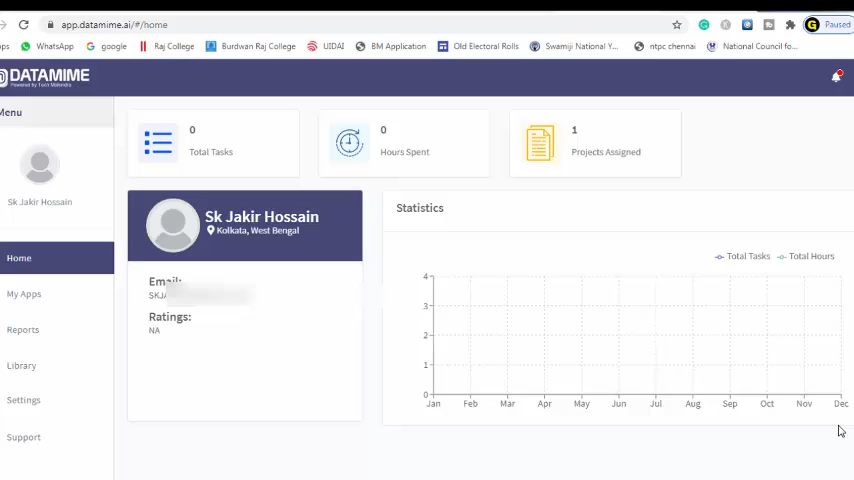 app.datamime.ai/#/home
Paused
WhatsApp
google
Raj College
Burdwan Raj College
UIDAI
BM Application
Old Electoral Rolls
Swamiji National Y...
ntpc chennai
National Council fo...
DATAMIME
Powered by Tech Mahindra
Menu
Sk Jakir Hossain
Home
My Apps
Reports
Library
Settings
Support
0
Total Tasks
0
Hours Spent
1
Projects Assigned
Sk Jakir Hossain
Kolkata, West Bengal
Email:
Ratings:
NA
Statistics
Total Tasks Total Hours
4
3
2
1
0
Jan Feb Mar Apr May Jun Jul Aug Sep Oct Nov Dec